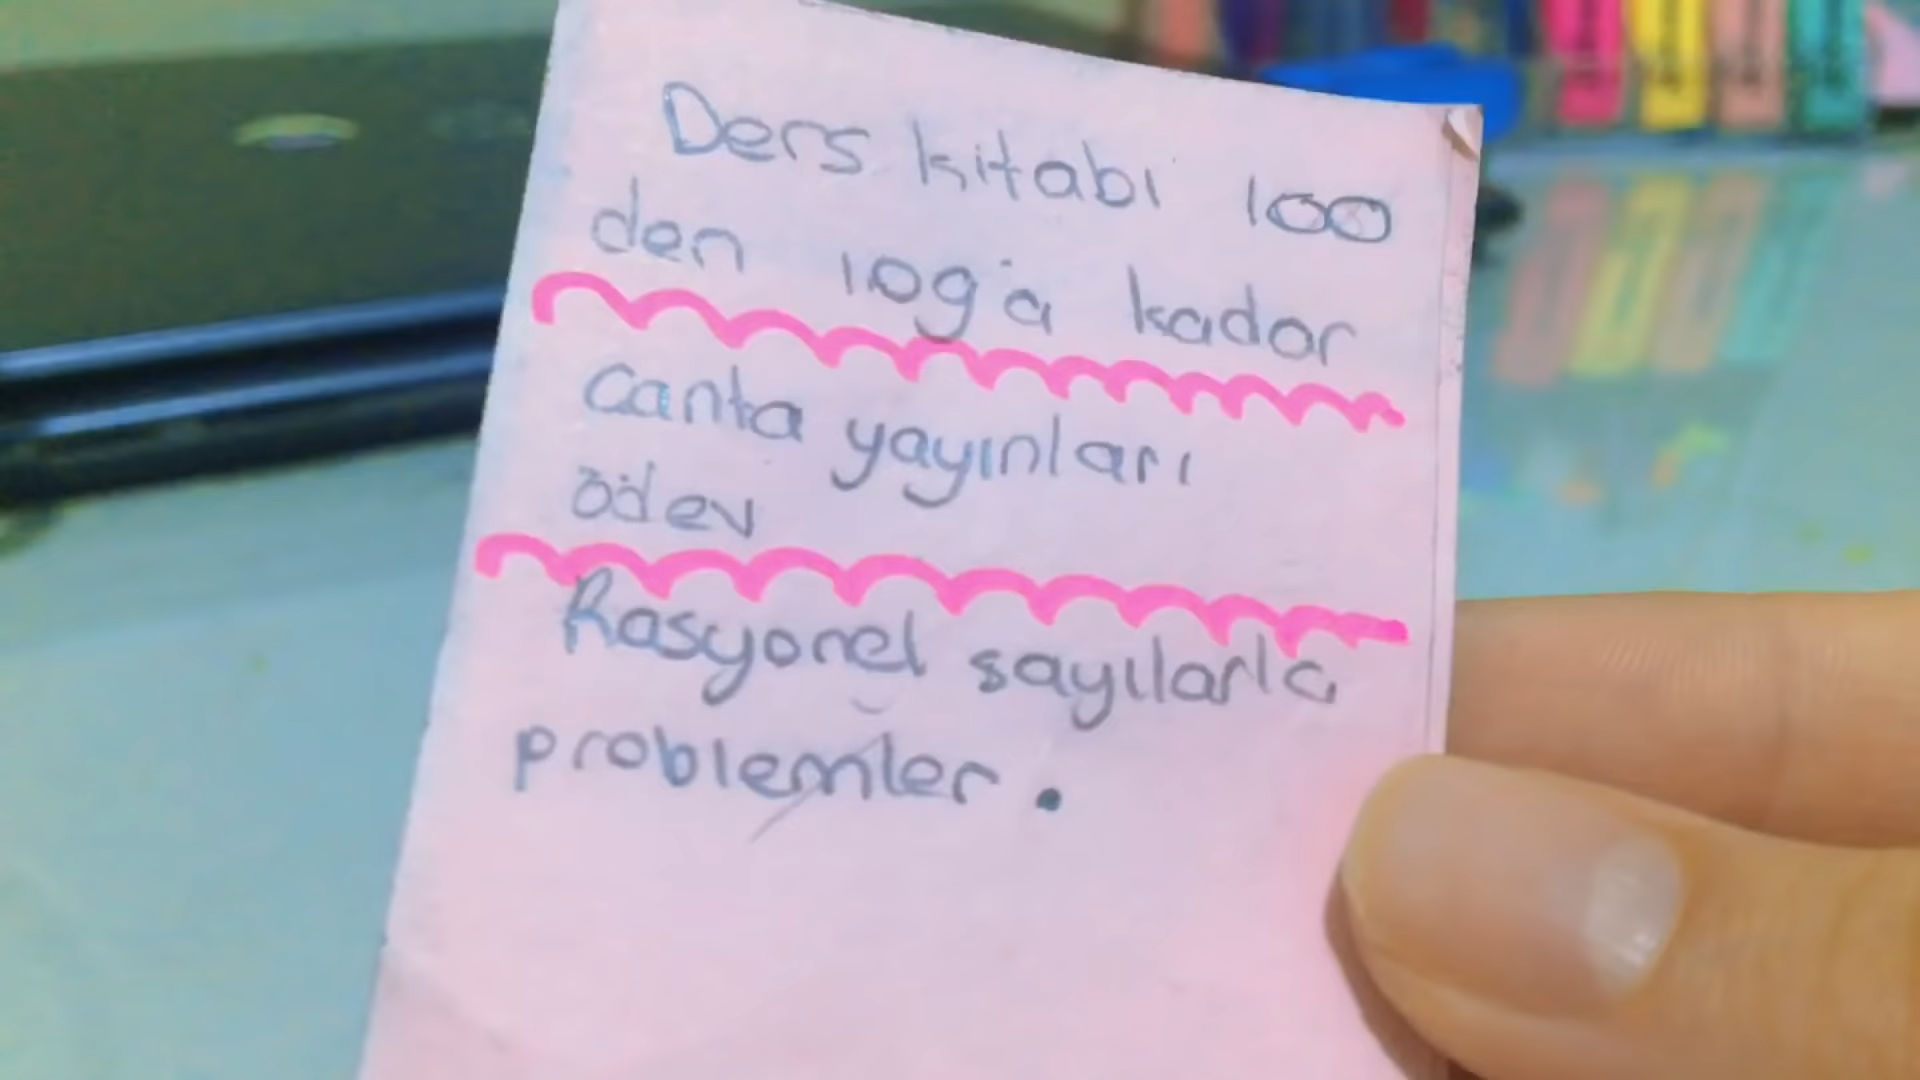 Ders kitabı 100
den 109'a kadar
Canta yayınları
ödev
Rasyonel sayılarla
problemler.